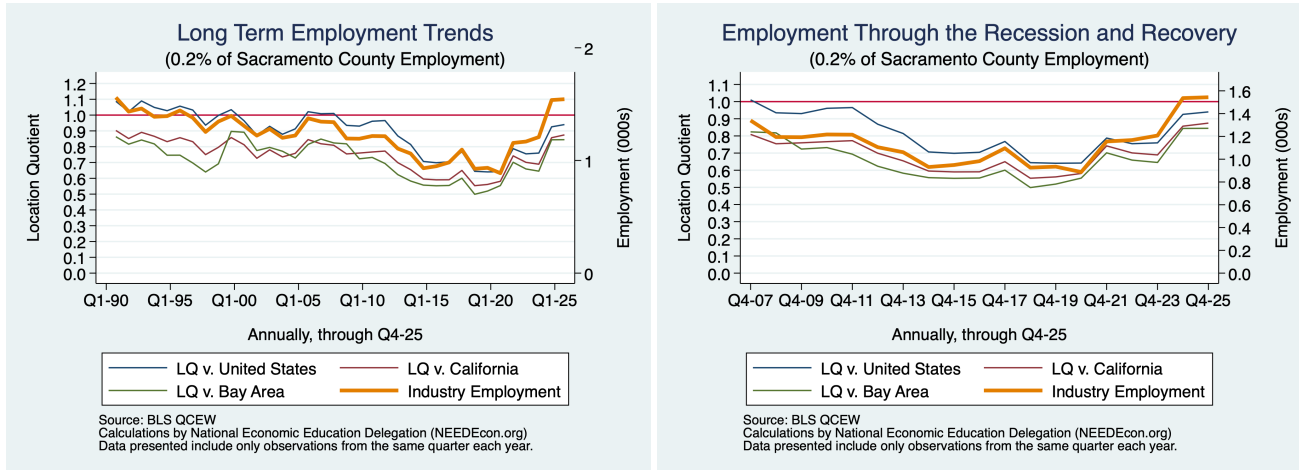 Long Term Employment Trends
(0.2% of Sacramento County Employment)
Location Quotient
1.2
1.1
1.0
0.9
0.8
0.7
0.6
0.5
0.4
0.3
0.2
0.1
0.0
2
1
0
Employment (000s)
Q1-90 Q1-95 Q1-00 Q1-05 Q1-10 Q1-15 Q1-20 Q1-25
Annually, through Q4-25
LQ v. United States LQ v. California
LQ v. Bay Area Industry Employment
Source: BLS QCEW
Calculations by National Economic Education Delegation (NEEDEcon.org)
Data presented include only observations from the same quarter each year.
Employment Through the Recession and Recovery
(0.2% of Sacramento County Employment)
Location Quotient
1.1
1.0
0.9
0.8
0.7
0.6
0.5
0.4
0.3
0.2
0.1
0.0
1.6
1.4
1.2
1.0
0.8
0.6
0.4
0.2
0.0
Employment (000s)
Q4-07 Q4-09 Q4-11 Q4-13 Q4-15 Q4-17 Q4-19 Q4-21 Q4-23 Q4-25
Annually, through Q4-25
LQ v. United States LQ v. California
LQ v. Bay Area Industry Employment
Source: BLS QCEW
Calculations by National Economic Education Delegation (NEEDEcon.org)
Data presented include only observations from the same quarter each year.